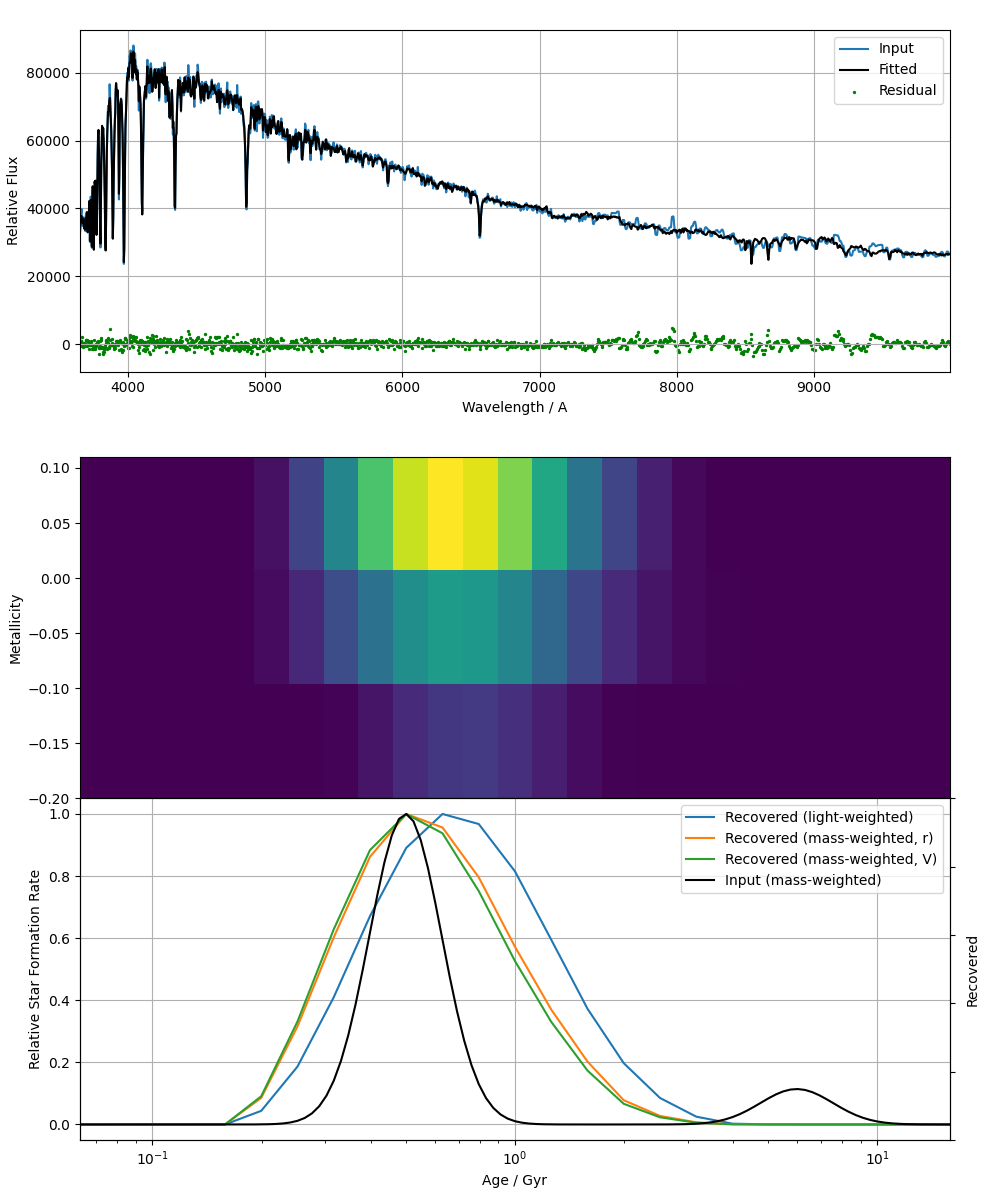 Input
Fitted
Residual
Relative Flux
80000
60000
40000
20000
0
4000 5000 6000 7000 8000 9000
Wavelength / A
Metallicity
0.10
0.05
0.00
−0.05
−0.10
−0.15
−0.20
Recovered (light-weighted)
Recovered (mass-weighted, r)
Recovered (mass-weighted, V)
Input (mass-weighted)
Relative Star Formation Rate
1.0
0.8
0.6
0.4
0.2
0.0
Recovered
10⁻¹ 10⁰ 10¹
Age / Gyr